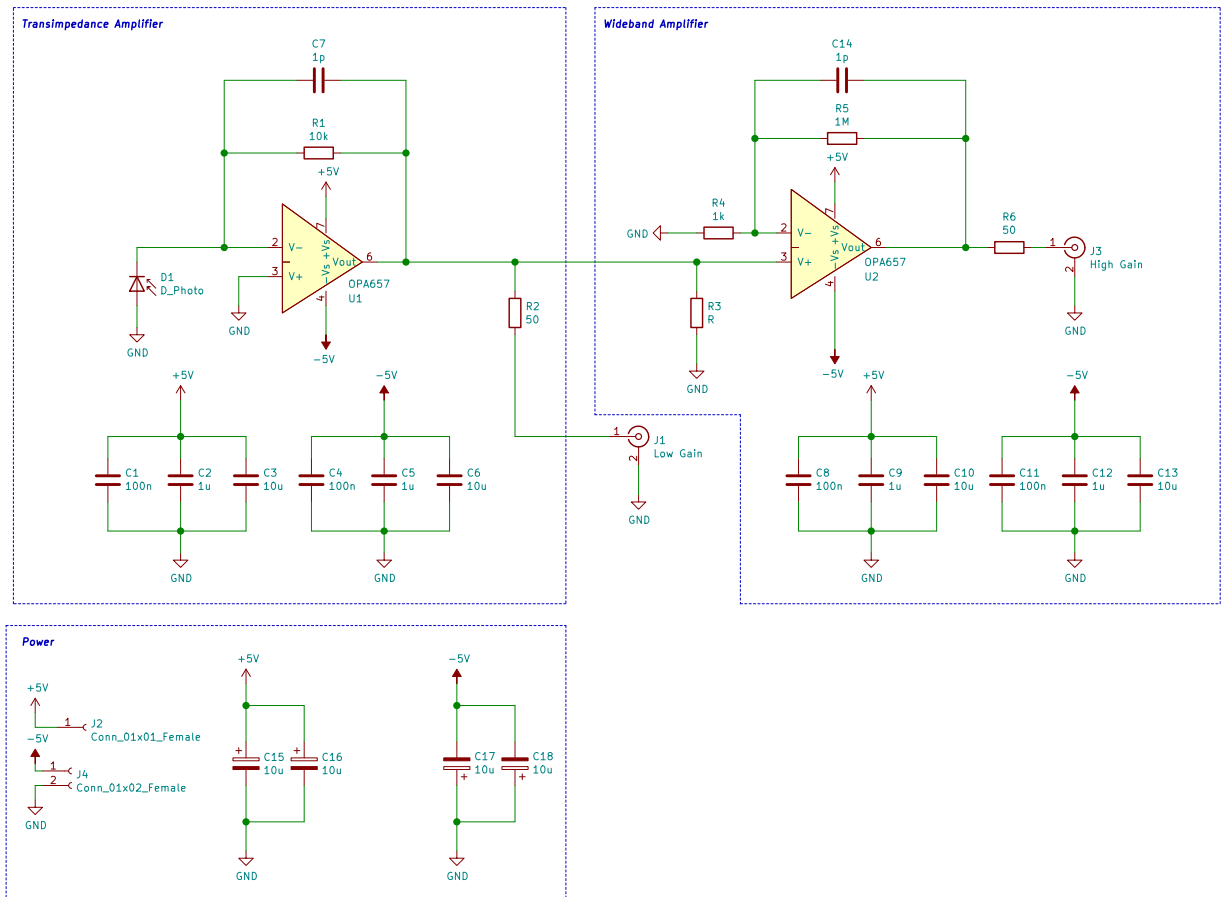 Transimpedance Amplifier
C7
1p
R1
10k
+5V
2
V-
3
V+
7
+Vs
-Vs
4
Vout
6
OPA657
U1
-5V
D1
D_Photo
GND
GND
R2
50
+5V
C1
100n
C2
1u
C3
10u
GND
-5V
C4
100n
C5
1u
C6
10u
GND
1
2
J1
Low Gain
GND
Wideband Amplifier
C14
1p
R5
1M
+5V
R4
1k
GND
2
V-
3
V+
7
+Vs
-Vs
4
Vout
6
OPA657
U2
-5V
R3
R
GND
R6
50
1
2
J3
High Gain
GND
+5V
C8
100n
C9
1u
C10
10u
GND
-5V
C11
100n
C12
1u
C13
10u
GND
Power
+5V
1
J2
Conn_01x01_Female
-5V
1
2
J4
Conn_01x02_Female
GND
+5V
+
C15
10u
+
C16
10u
GND
-5V
C17
10u
+
C18
10u
+
GND